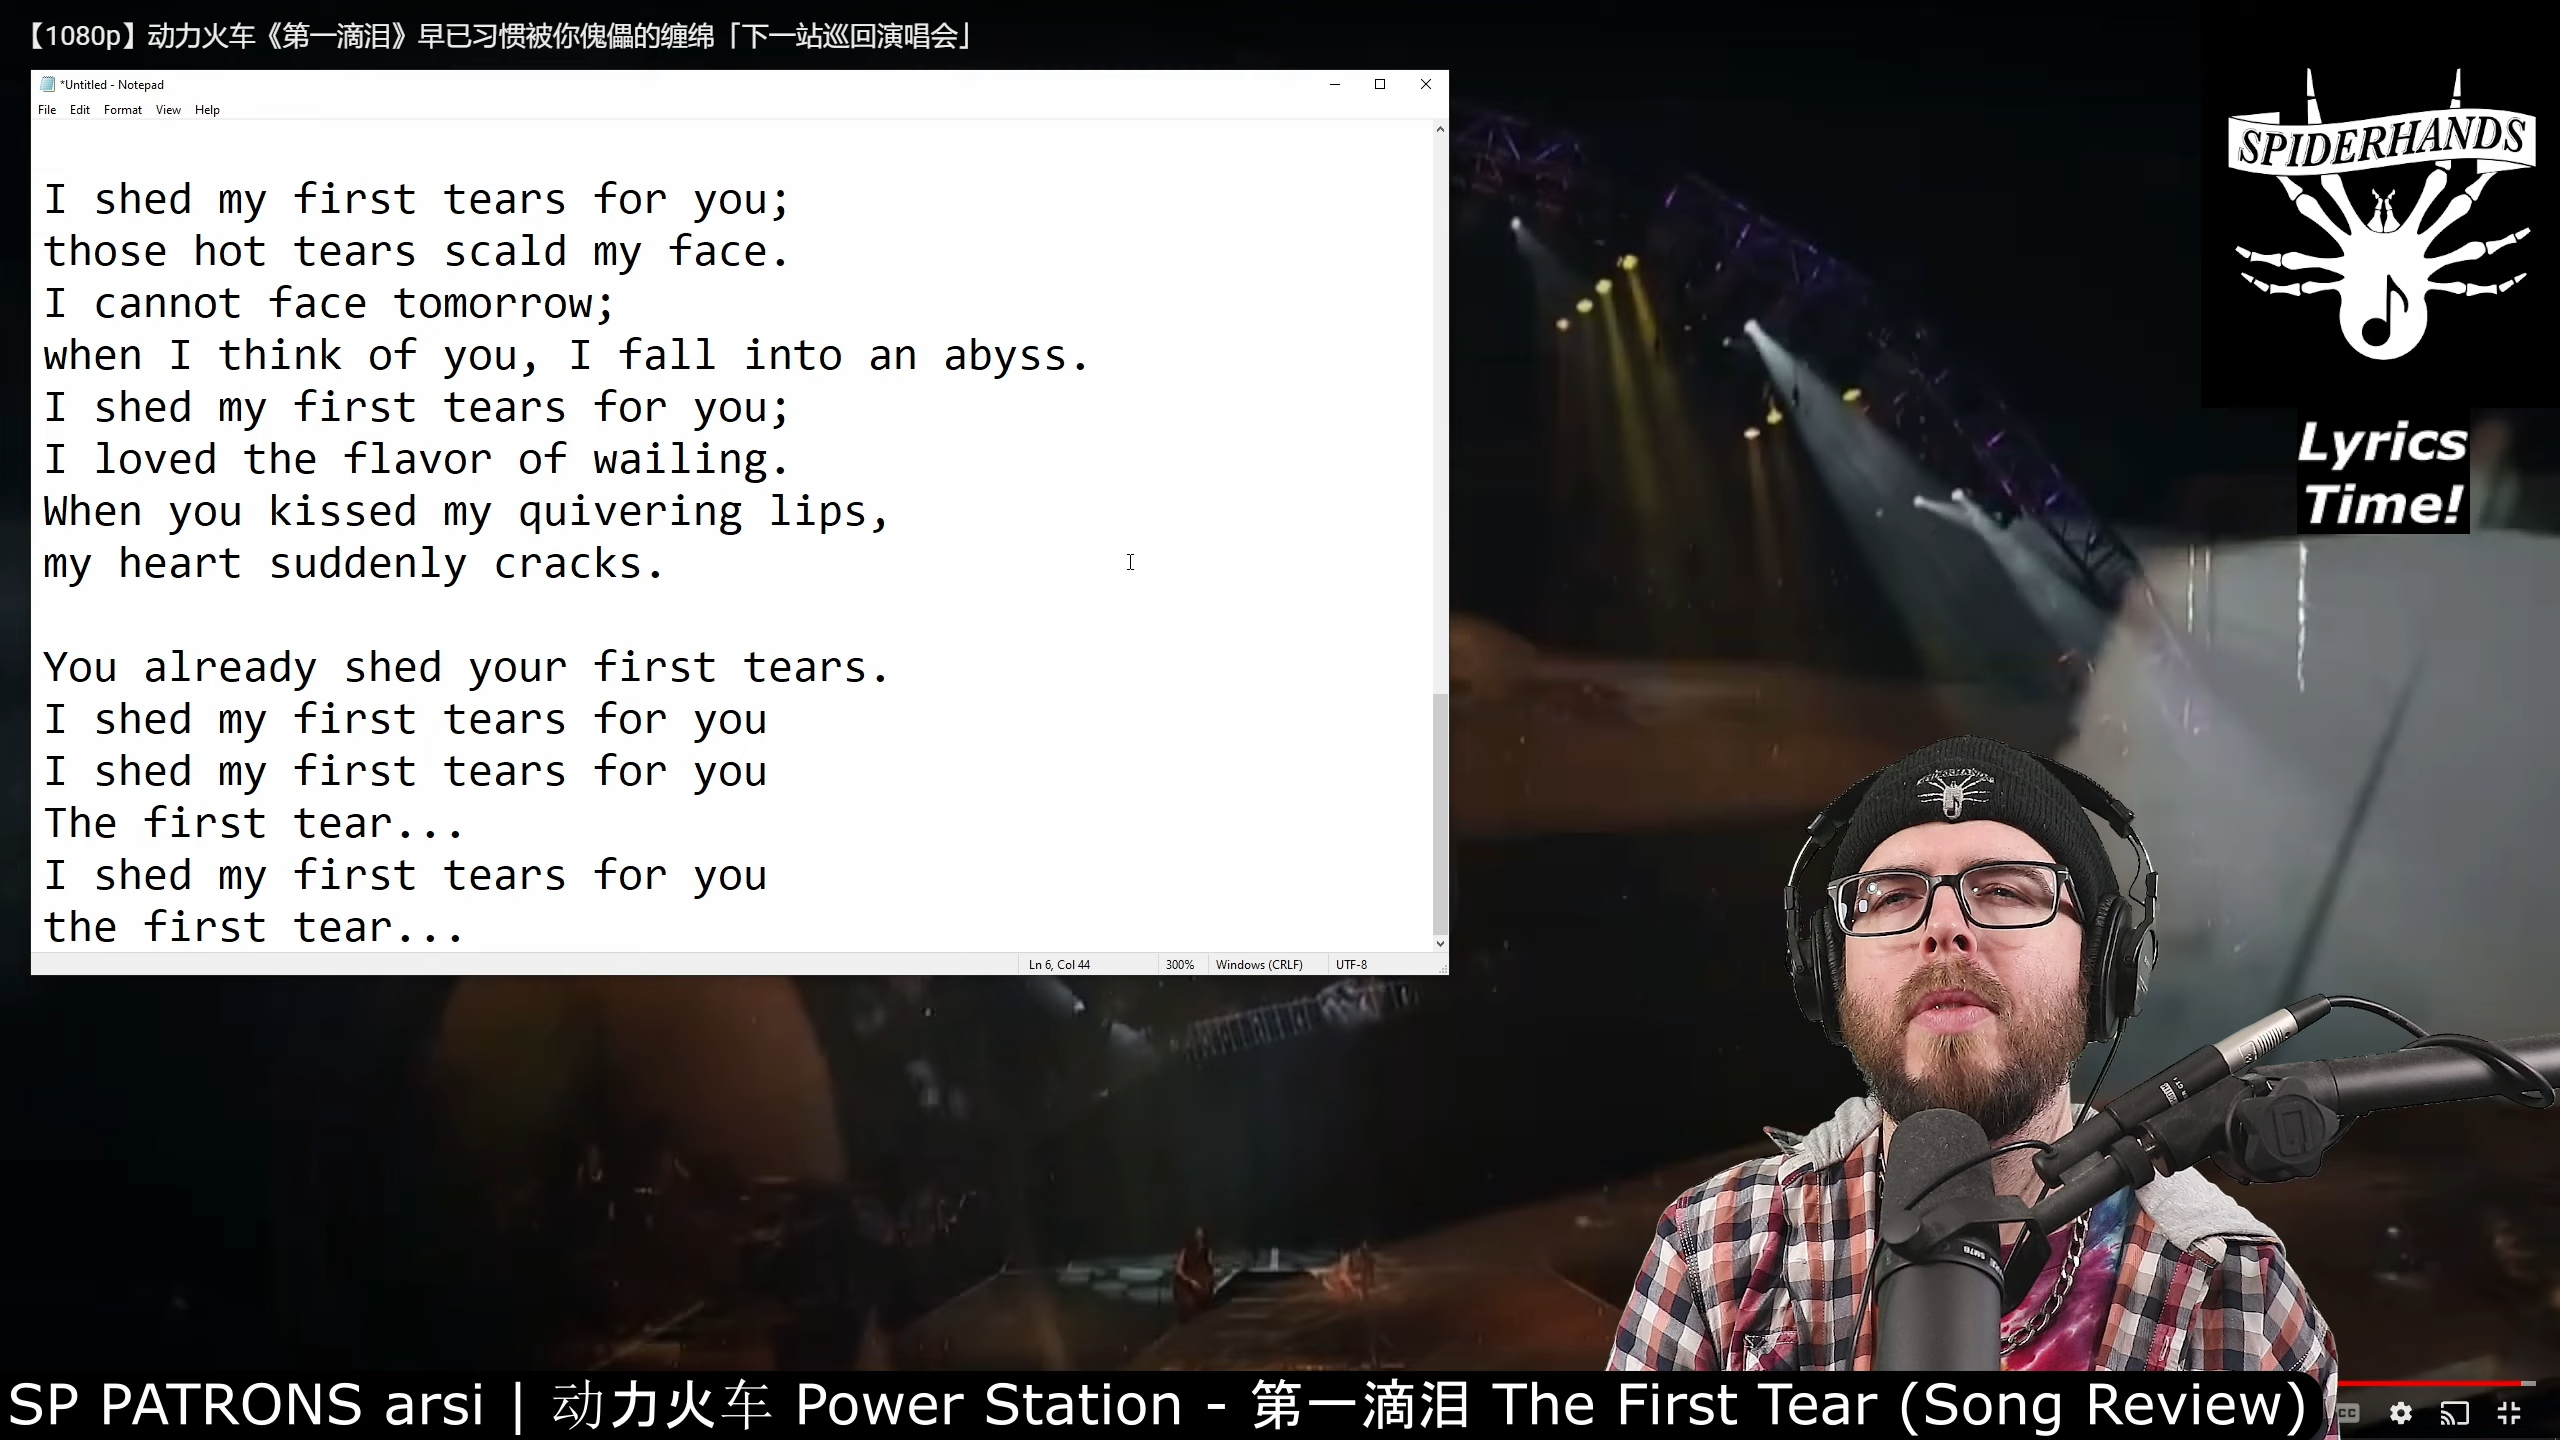 【1080p】动力火车《第一滴泪》早已习惯被你傀儡的缠绵「下一站巡回演唱会」
*Untitled - Notepad
File Edit Format View Help
I shed my first tears for you;
those hot tears scald my face.
I cannot face tomorrow;
when I think of you, I fall into an abyss.
I shed my first tears for you;
I loved the flavor of wailing.
When you kissed my quivering lips,
my heart suddenly cracks.
You already shed your first tears.
I shed my first tears for you
I shed my first tears for you
The first tear...
I shed my first tears for you
the first tear...
Ln 6, Col 44 300% Windows (CRLF) UTF-8
SPIDERHANDS
Lyrics
Time!
SPIDERHANDS
SM7B
SP PATRONS arsi | 动力火车 Power Station - 第一滴泪 The First Tear (Song Review)
CC